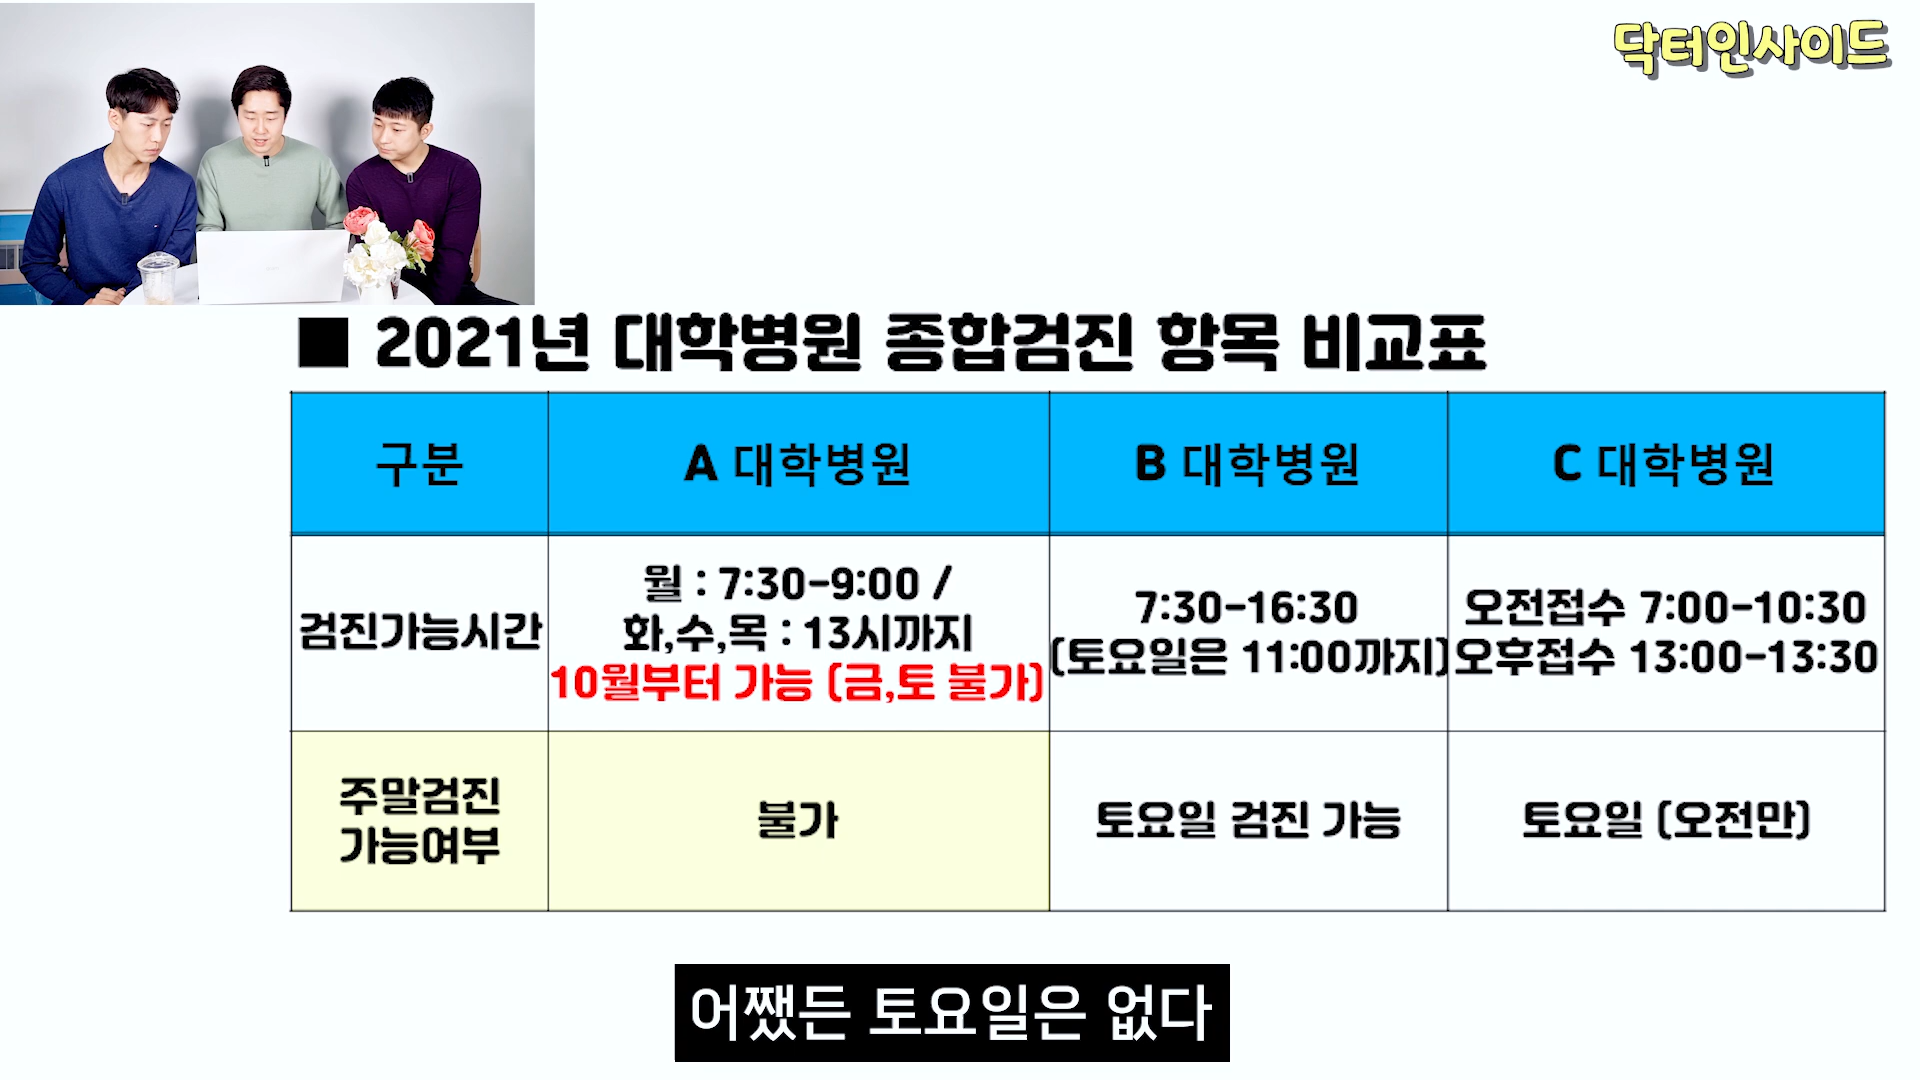 닥터인사이드
■ 2021년 대학병원 종합검진 항목 비교표
구분
A 대학병원
B 대학병원
C 대학병원
검진가능시간
월 : 7:30-9:00 /
화,수,목 : 13시까지
10월부터 가능 (금,토 불가)
7:30-16:30
(토요일은 11:00까지)
오전접수 7:00-10:30
오후접수 13:00-13:30
주말검진
가능여부
불가
토요일 검진 가능
토요일 (오전만)
어쨌든 토요일은 없다